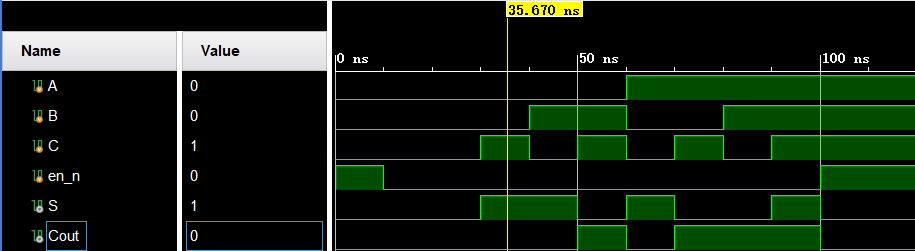 35.670 ns
Name Value
0 ns 50 ns 100 ns
A 0
B 0
C 1
en_n 0
S 1
Cout 0